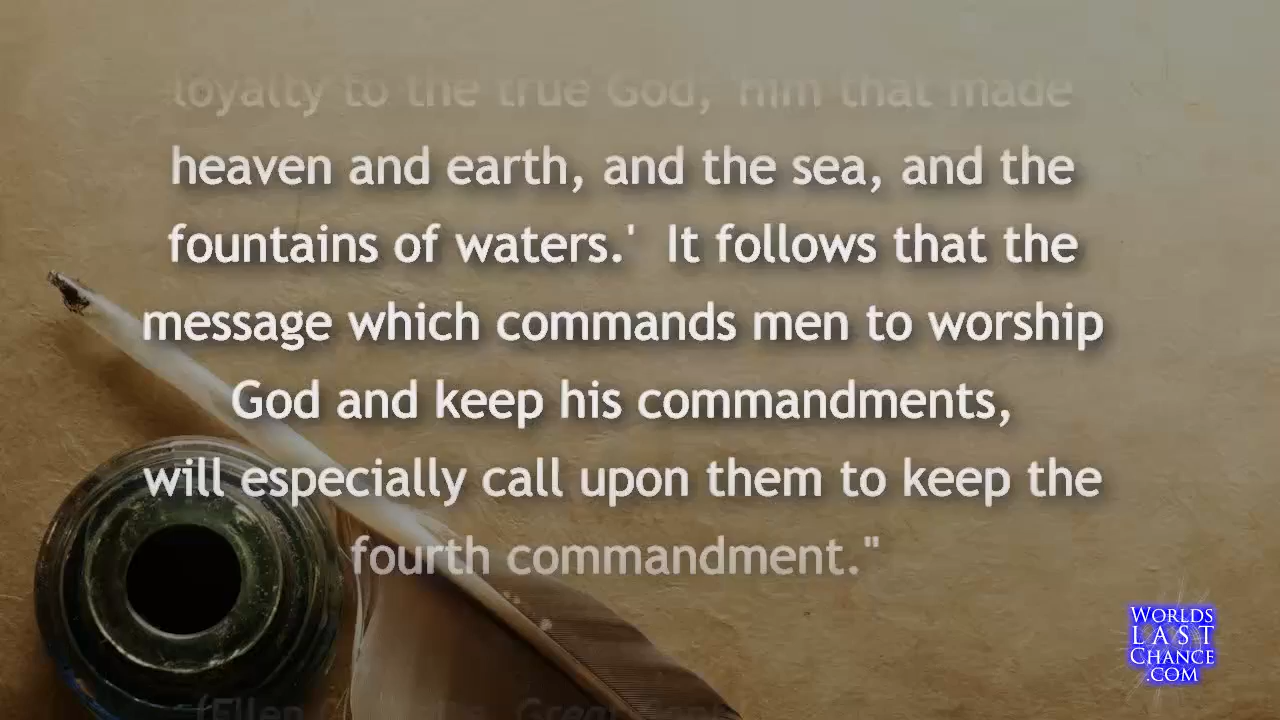 loyalty to the true God, 'him that made
heaven and earth, and the sea, and the
fountains of waters.' It follows that the
message which commands men to worship
God and keep his commandments,
will especially call upon them to keep the
fourth commandment."
(Ellen
WORLDS
LAST
CHANCE
.COM